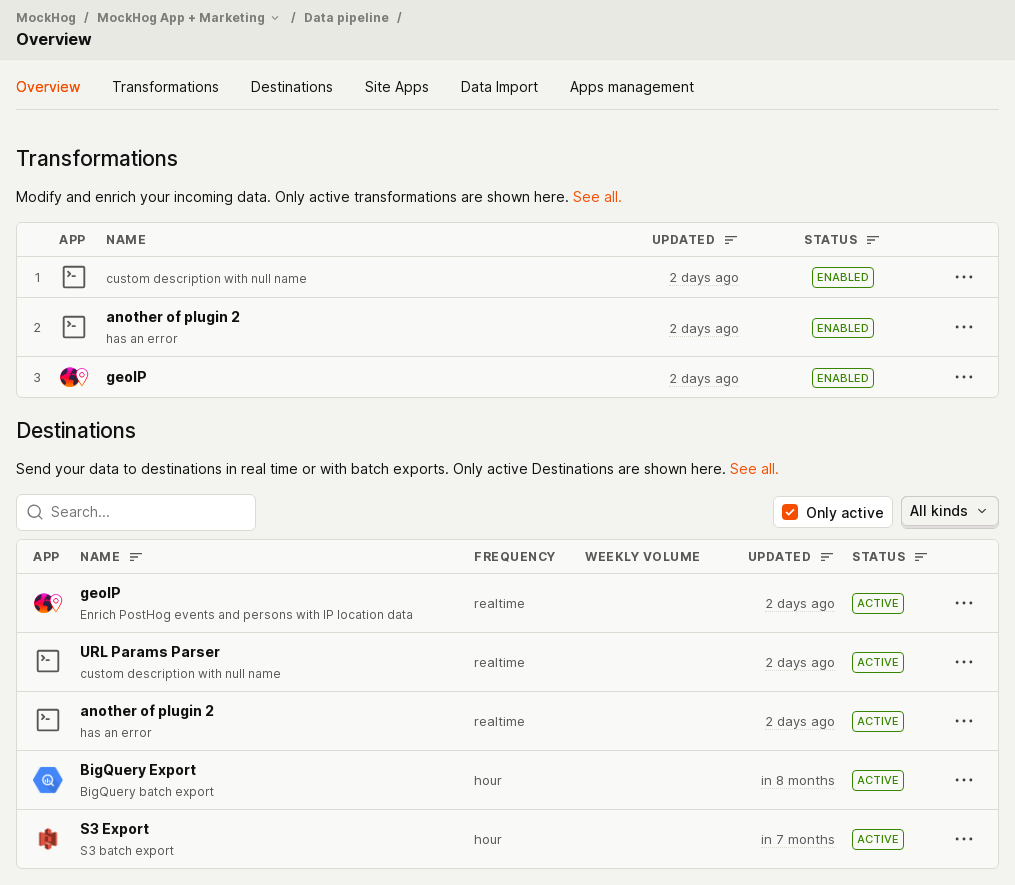 MockHog / MockHog App + Marketing / Data pipeline /
Overview
Overview Transformations Destinations Site Apps Data Import Apps management
Transformations
Modify and enrich your incoming data. Only active transformations are shown here. See all.
APP NAME UPDATED STATUS
1 custom description with null name 2 days ago ENABLED
another of plugin 2
2 2 days ago ENABLED
has an error
3 geoIP 2 days ago ENABLED
Destinations
Send your data to destinations in real time or with batch exports. Only active Destinations are shown here. See all.
Search... Only active All kinds
APP NAME FREQUENCY WEEKLY VOLUME UPDATED STATUS
geoIP
realtime 2 days ago ACTIVE
Enrich PostHog events and persons with IP location data
URL Params Parser
realtime 2 days ago ACTIVE
custom description with null name
another of plugin 2
realtime 2 days ago ACTIVE
has an error
BigQuery Export
hour in 8 months ACTIVE
BigQuery batch export
S3 Export
hour in 7 months ACTIVE
S3 batch export